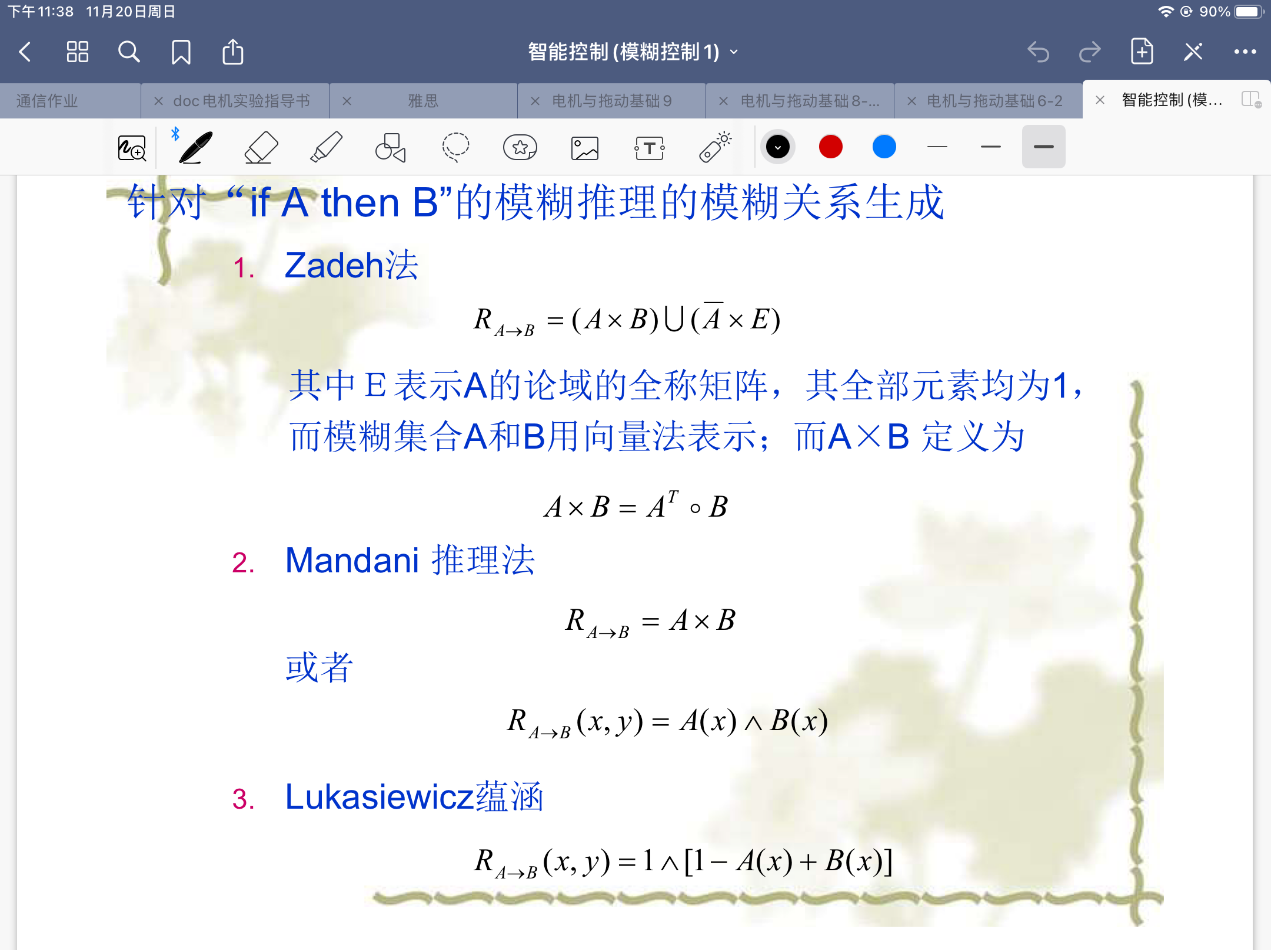 下午11:38 11月20日周日 90%
智能控制(模糊控制1)
通信作业 × doc电机实验指导书 × 雅思 × 电机与拖动基础9 × 电机与拖动基础8-... × 电机与拖动基础6-2 × 智能控制(模...
针对“if A then B”的模糊推理的模糊关系生成
1. Zadeh法
R_{A→B} = (A × B) ⋃ (A̅ × E)
其中E表示A的论域的全称矩阵，其全部元素均为1，
而模糊集合A和B用向量法表示；而A×B 定义为
A × B = A^T ∘ B
2. Mandani 推理法
R_{A→B} = A × B
或者
R_{A→B}(x, y) = A(x) ∧ B(x)
3. Lukasiewicz蕴涵
R_{A→B}(x, y) = 1 ∧ [1 − A(x) + B(x)]